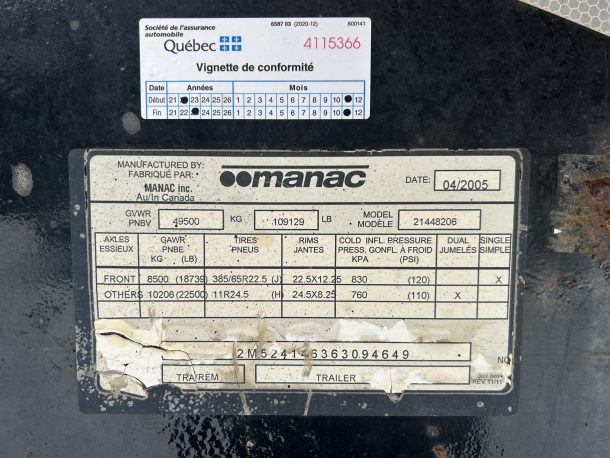 Société de l'assurance automobile
6587 03 (2020-12) 600141
Québec 4115366
Vignette de conformité
Date Années Mois
Début 21 23 24 25 26 1 2 3 4 5 6 7 8 9 10 12
Fin 21 22 24 25 26 1 2 3 4 5 6 7 8 9 10 12
MANUFACTURED BY:
FABRIQUÉ PAR:
manac
MANAC inc.
Au/In Canada
DATE: 04/2005
GVWR
PNBV 49500 KG 109129 LB MODEL
MODÈLE 21448206
AXLES GAWR TIRES RIMS COLD INFL. PRESSURE DUAL SINGLE
ESSIEUX PNBE PNEUS JANTES PRESS. GONFL À FROID JUMELÉS SIMPLE
KG (LB) KPA (PSI)
FRONT 8500 (18739) 385/65R22.5 (J) 22.5X12.25 830 (120) X
OTHERS 10206 (22500) 11R24.5 (H) 24.5X8.25 760 (110) X
2M524146363094649
NO
TRA/REM TRAILER
REV. 11/11